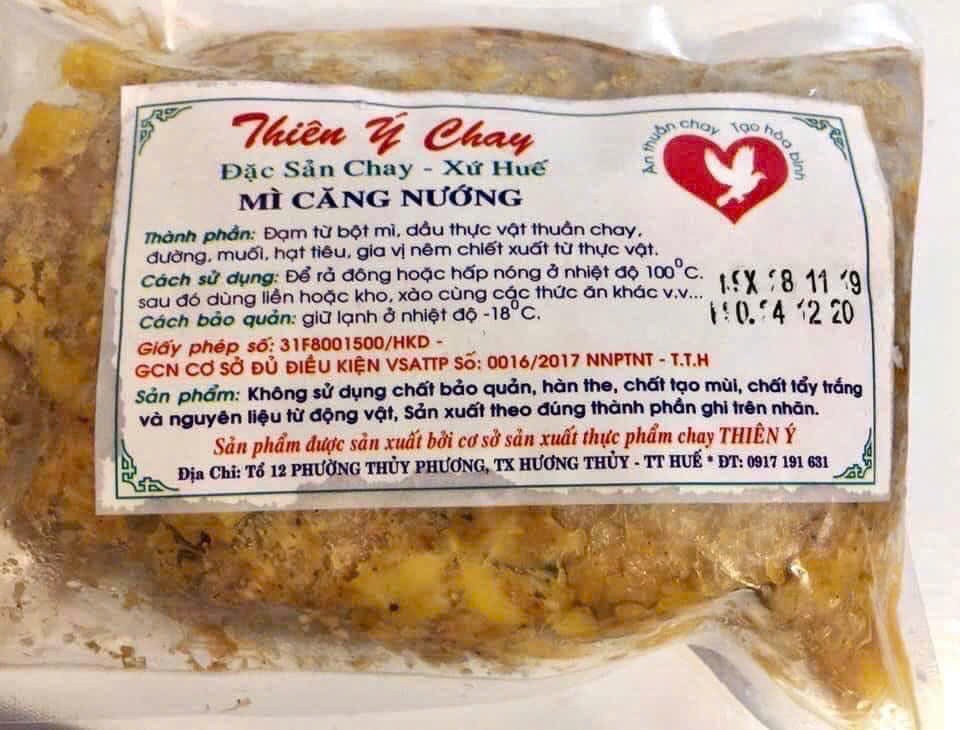 Thiên Ý Chay
Ăn thuần chay Tạo hòa bình
Đặc Sản Chay - Xứ Huế
MÌ CĂNG NƯỚNG
Thành phần: Đạm từ bột mì, dầu thực vật thuần chay,
đường, muối, hạt tiêu, gia vị nêm chiết xuất từ thực vật.
Cách sử dụng: Để rả đông hoặc hấp nóng ở nhiệt độ 100⁰C.
sau đó dùng liền hoặc kho, xào cùng các thức ăn khác v.v...
Cách bảo quản: giữ lạnh ở nhiệt độ -18⁰C.
11 19
12 20
Giấy phép số: 31F8001500/HKD -
GCN CƠ SỞ ĐỦ ĐIỀU KIỆN VSATTP Số: 0016/2017 NNPTNT - T.T.H
Sản phẩm: Không sử dụng chất bảo quản, hàn the, chất tạo mùi, chất tẩy trắng
và nguyên liệu từ động vật, Sản xuất theo đúng thành phần ghi trên nhãn.
Sản phẩm được sản xuất bởi cơ sở sản xuất thực phẩm chay THIÊN Ý
Địa Chỉ: Tổ 12 PHƯỜNG THỦY PHƯƠNG, TX HƯƠNG THỦY - TT HUẾ * ĐT: 0917 191 631